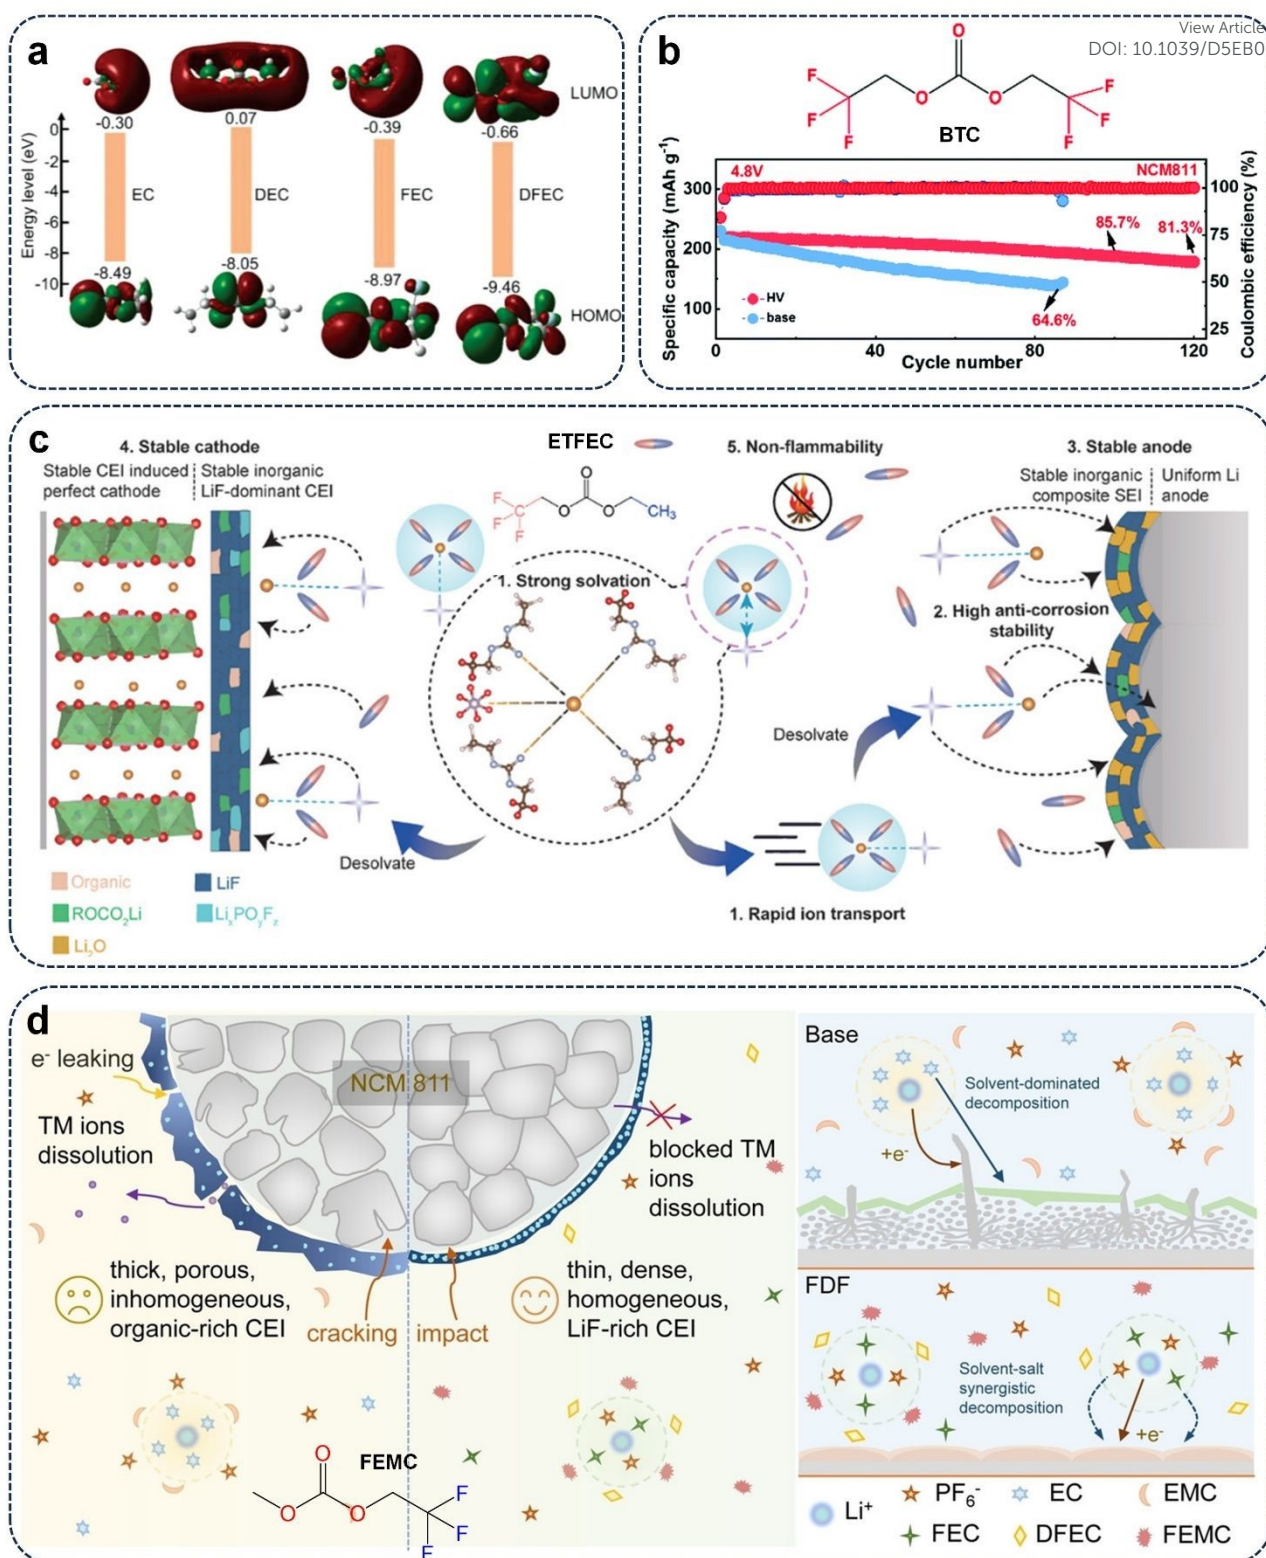 View Article
DOI: 10.1039/D5EB0
a
LUMO
-0.30
0.07
-0.39
-0.66
Energy level (eV)
0
-2
-4
-6
-8
-10
EC
DEC
FEC
DFEC
-8.49
-8.05
-8.97
-9.46
HOMO
b
O
F
F
F
O
O
F
F
F
BTC
4.8V
NCM811
Specific capacity (mAh g⁻¹)
300
200
100
85.7%
81.3%
64.6%
HV
base
0
40
80
120
Cycle number
100
75
50
25
Coulombic efficiency (%)
c
4. Stable cathode
Stable CEI induced
perfect cathode
Stable inorganic
LiF-dominant CEI
ETFEC
O
F
F
F
C
O
O
CH₃
5. Non-flammability
3. Stable anode
Stable inorganic
composite SEI
Uniform Li
anode
1. Strong solvation
2. High anti-corrosion
stability
Desolvate
Desolvate
1. Rapid ion transport
Organic
LiF
ROCO₂Li
LiₓPOᵧF_z
Li₂O
d
e⁻ leaking
TM ions
dissolution
NCM 811
blocked TM
ions
dissolution
thick, porous,
inhomogeneous,
organic-rich CEI
cracking
impact
thin, dense,
homogeneous,
LiF-rich CEI
FEMC
O
O
O
F
F
F
Base
Solvent-dominated
decomposition
+e⁻
FDF
Solvent-salt
synergistic
decomposition
+e⁻
Li⁺
PF₆⁻
EC
EMC
FEC
DFEC
FEMC